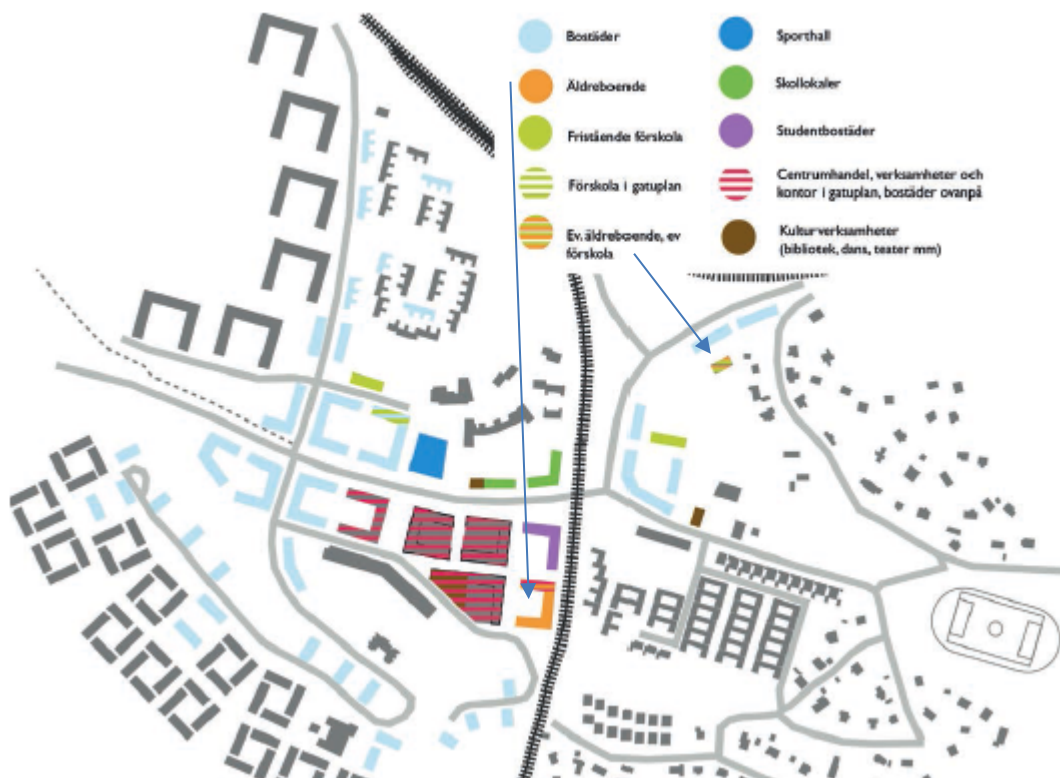 Bostäder
Äldreboende
Fristående förskola
Förskola i gatuplan
Ev. äldreboende, ev
förskola
Sporthall
Skollokaler
Studentbostäder
Centrumhandel, verksamheter och
kontor i gatuplan, bostäder ovanpå
Kulturverksamheter
(bibliotek, dans, teater mm)